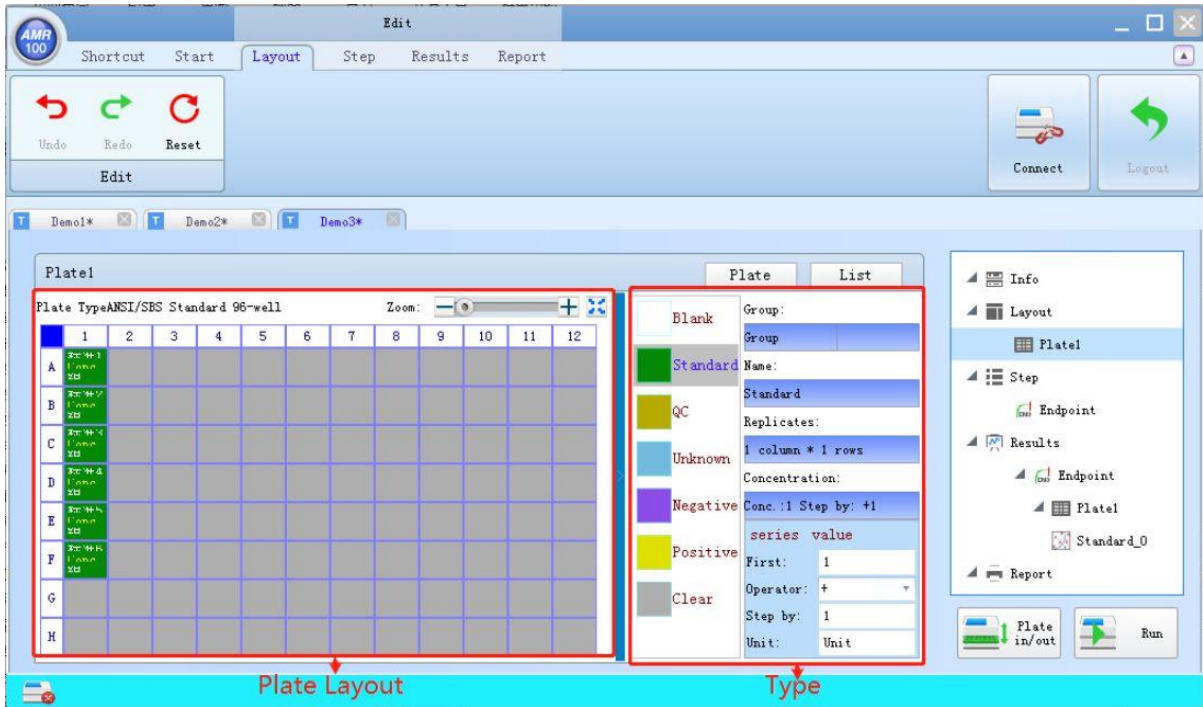 Edit
AMR
100
Shortcut Start Layout Step Results Report
Undo Redo Reset
Edit
Connect
Logout
T Demo1* T Demo2* T Demo3*
Plate1
Plate List
Plate TypeANSI/SBS Standard 96-well
Zoom:
1 2 3 4 5 6 7 8 9 10 11 12
A
B
C
D
E
F
G
H
Blank
Standard
QC
Unknown
Negative
Positive
Clear
Group:
Group
Name:
Standard
Replicates:
1 column * 1 rows
Concentration:
Conc.:1 Step by: +1
series value
First: 1
Operator: +
Step by: 1
Unit: Unit
Info
Layout
Plate1
Step
END Endpoint
Results
END Endpoint
Plate1
Standard_0
Report
Plate
in/out
Run
Plate Layout
Type